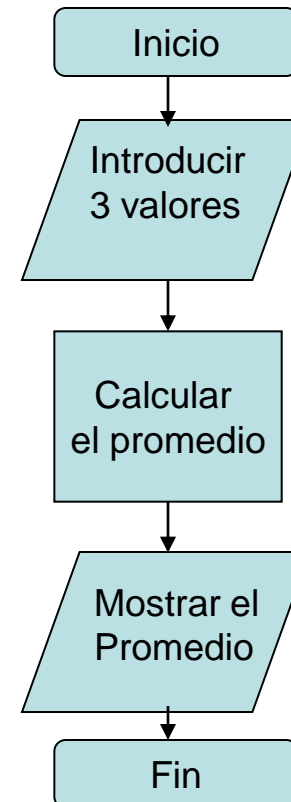 Inicio
Introducir
3 valores
Calcular
el promedio
Mostrar el
Promedio
Fin